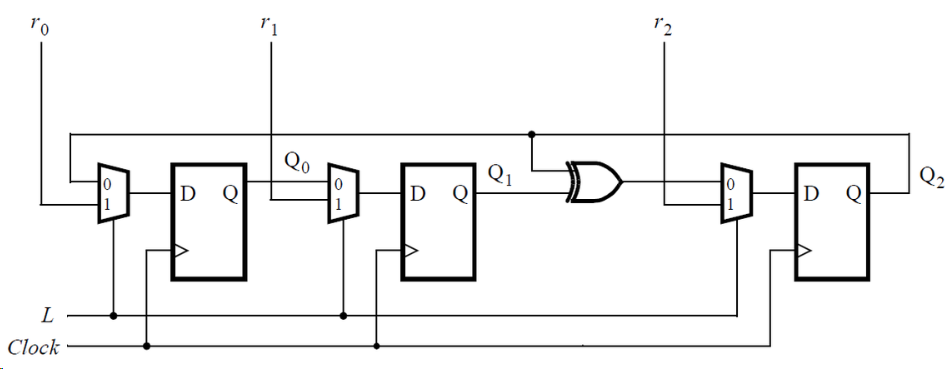 r0 r1 r2
Q0 Q1 Q2
0 0 0
D Q D Q D Q
1 1 1
L
Clock